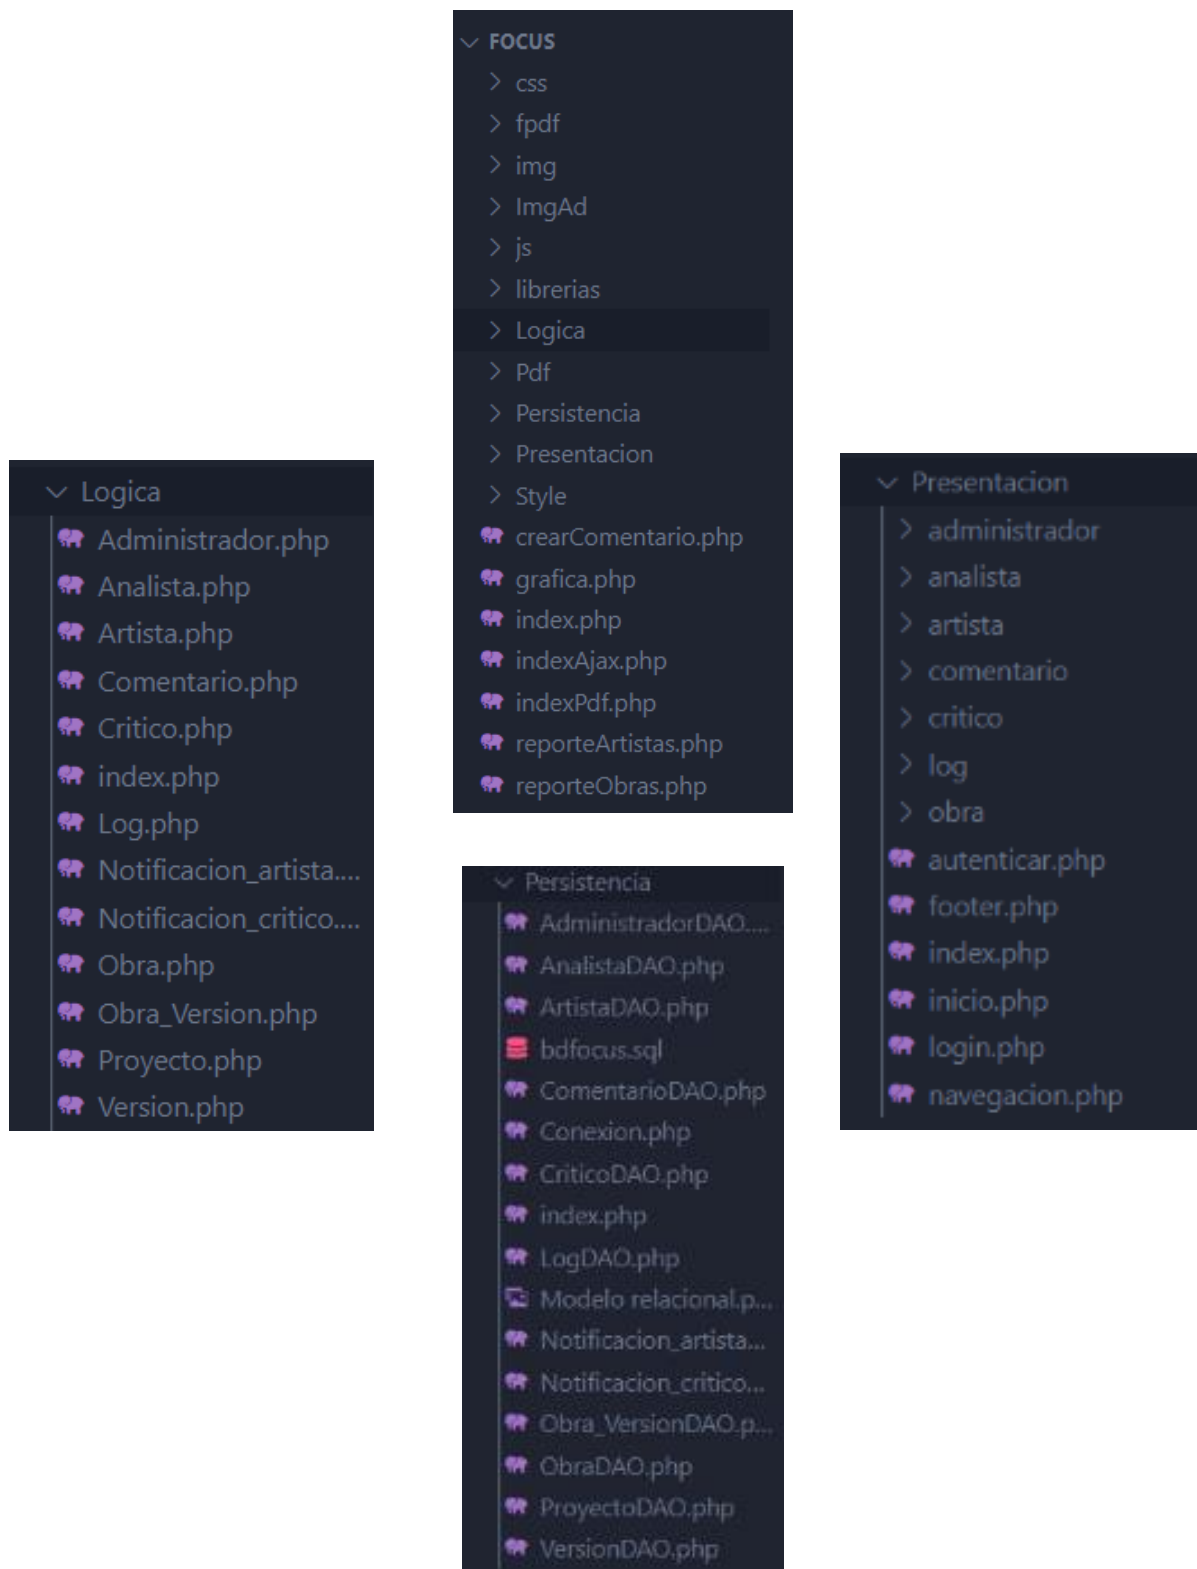 FOCUS
css
fpdf
img
ImgAd
js
librerias
Logica
Pdf
Persistencia
Presentacion
Style
crearComentario.php
grafica.php
index.php
indexAjax.php
indexPdf.php
reporteArtistas.php
reporteObras.php
Logica
Administrador.php
Analista.php
Artista.php
Comentario.php
Critico.php
index.php
Log.php
Notificacion_artista....
Notificacion_critico....
Obra.php
Obra_Version.php
Proyecto.php
Version.php
Presentacion
administrador
analista
artista
comentario
critico
log
obra
autenticar.php
footer.php
index.php
inicio.php
login.php
navegacion.php
Persistencia
AdministradorDAO....
AnalistaDAO.php
ArtistaDAO.php
bdfocus.sql
ComentarioDAO.php
Conexion.php
CriticoDAO.php
index.php
LogDAO.php
Modelo relacional.p...
Notificacion_artista...
Notificacion_critico...
Obra_VersionDAO.p...
ObraDAO.php
ProyectoDAO.php
VersionDAO.php